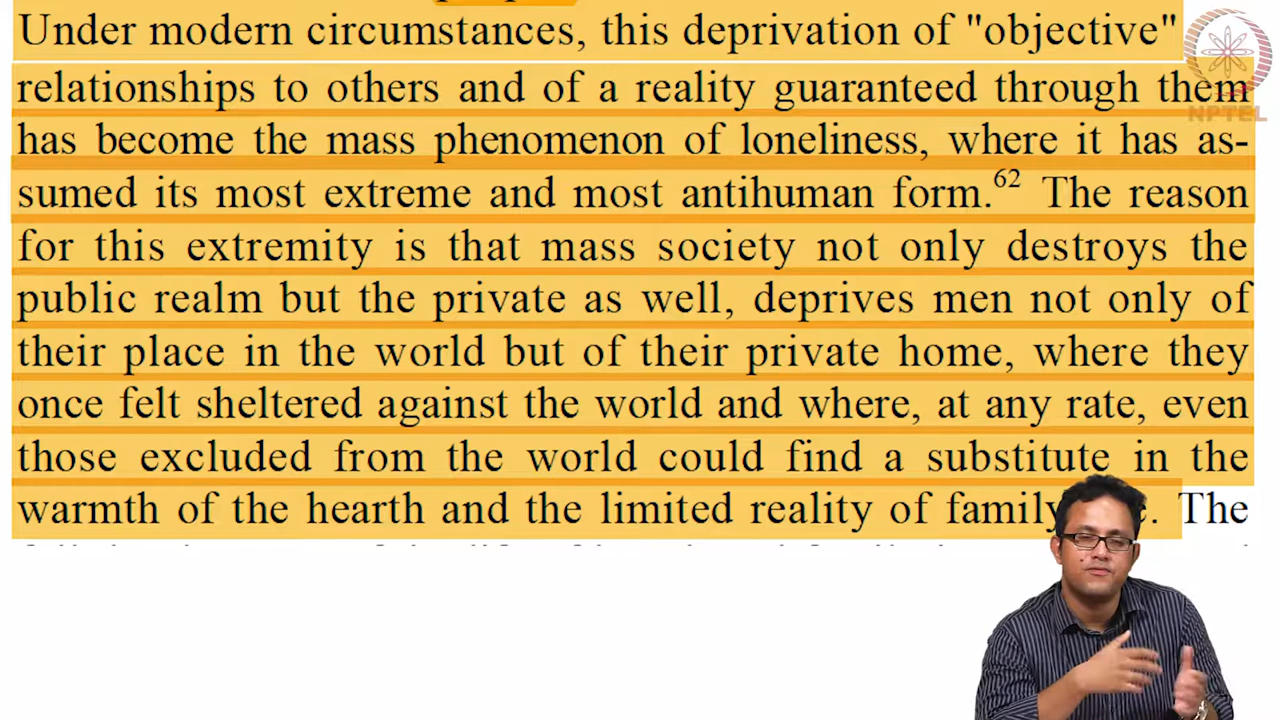 Under modern circumstances, this deprivation of "objective"
relationships to others and of a reality guaranteed through them
has become the mass phenomenon of loneliness, where it has as-
sumed its most extreme and most antihuman form.62 The reason
for this extremity is that mass society not only destroys the
public realm but the private as well, deprives men not only of
their place in the world but of their private home, where they
once felt sheltered against the world and where, at any rate, even
those excluded from the world could find a substitute in the
warmth of the hearth and the limited reality of family The
NPTEL